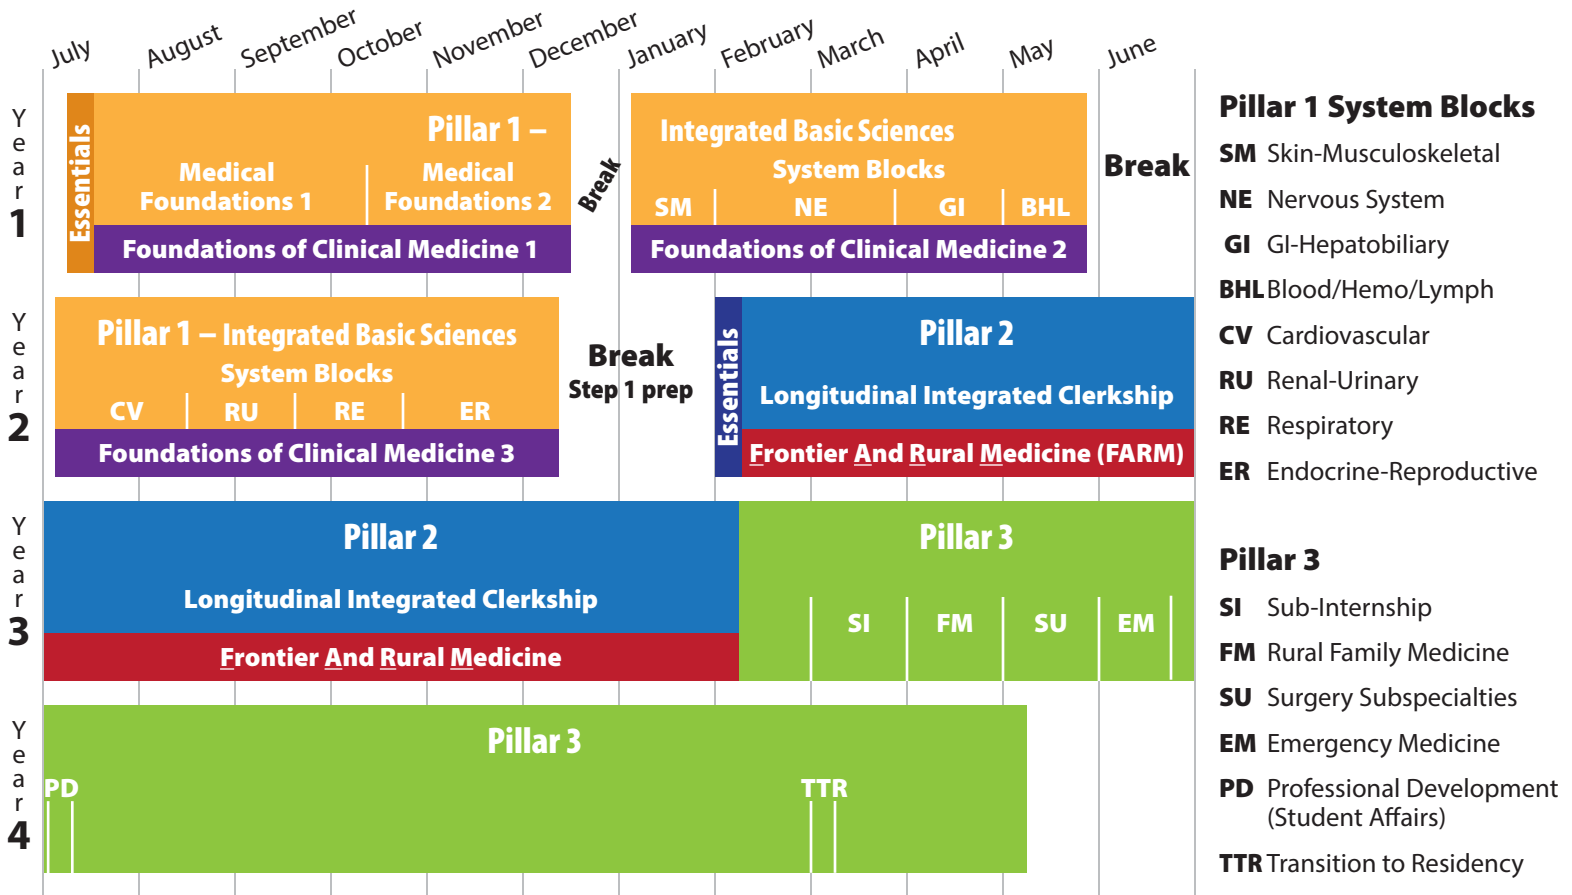 July
August
September
October
November
December
January
February
March
April
May
June
Year 1
Essentials
Pillar 1 –
Medical
Foundations 1
Medical
Foundations 2
Foundations of Clinical Medicine 1
Break
Integrated Basic Sciences
System Blocks
SM
NE
GI
BHL
Foundations of Clinical Medicine 2
Break
Year 2
Pillar 1 – Integrated Basic Sciences
System Blocks
CV
RU
RE
ER
Foundations of Clinical Medicine 3
Break
Step 1 prep
Essentials
Pillar 2
Longitudinal Integrated Clerkship
Frontier And Rural Medicine (FARM)
Year 3
Pillar 2
Longitudinal Integrated Clerkship
Frontier And Rural Medicine
Pillar 3
SI
FM
SU
EM
Year 4
Pillar 3
PD
TTR
Pillar 1 System Blocks
SM Skin-Musculoskeletal
NE Nervous System
GI GI-Hepatobiliary
BHL Blood/Hemo/Lymph
CV Cardiovascular
RU Renal-Urinary
RE Respiratory
ER Endocrine-Reproductive
Pillar 3
SI Sub-Internship
FM Rural Family Medicine
SU Surgery Subspecialties
EM Emergency Medicine
PD Professional Development
(Student Affairs)
TTR Transition to Residency